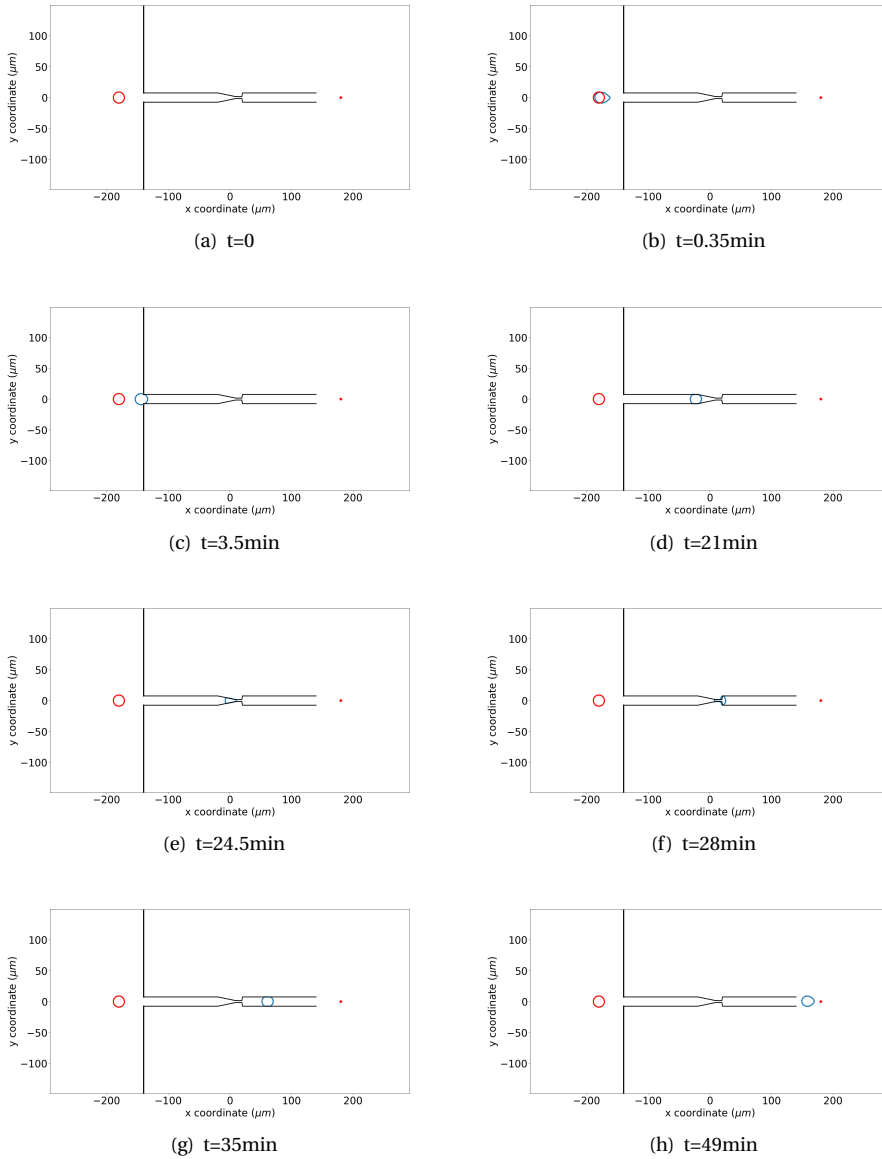 100
50
0
−50
−100
y coordinate (μm)
−200 −100 0 100 200
x coordinate (μm)
(a) t=0
100
50
0
−50
−100
y coordinate (μm)
−200 −100 0 100 200
x coordinate (μm)
(b) t=0.35min
100
50
0
−50
−100
y coordinate (μm)
−200 −100 0 100 200
x coordinate (μm)
(c) t=3.5min
100
50
0
−50
−100
y coordinate (μm)
−200 −100 0 100 200
x coordinate (μm)
(d) t=21min
100
50
0
−50
−100
y coordinate (μm)
−200 −100 0 100 200
x coordinate (μm)
(e) t=24.5min
100
50
0
−50
−100
y coordinate (μm)
−200 −100 0 100 200
x coordinate (μm)
(f) t=28min
100
50
0
−50
−100
y coordinate (μm)
−200 −100 0 100 200
x coordinate (μm)
(g) t=35min
100
50
0
−50
−100
y coordinate (μm)
−200 −100 0 100 200
x coordinate (μm)
(h) t=49min